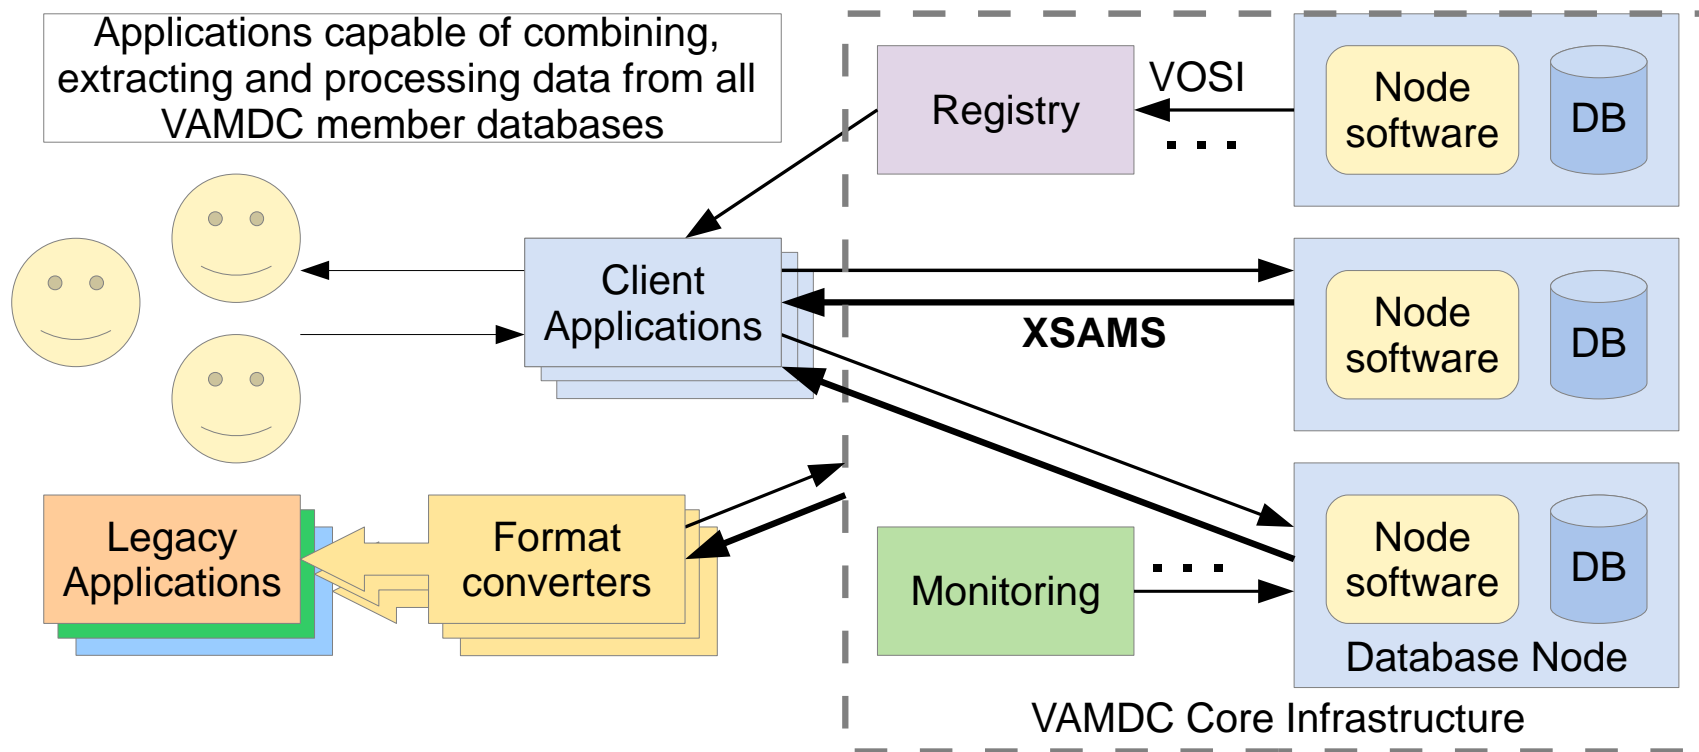 Applications capable of combining,
extracting and processing data from all
VAMDC member databases
Registry
VOSI
. . .
Node
software
DB
Client
Applications
XSAMS
Node
software
DB
Legacy
Applications
Format
converters
Monitoring
. . .
Node
software
DB
Database Node
VAMDC Core Infrastructure